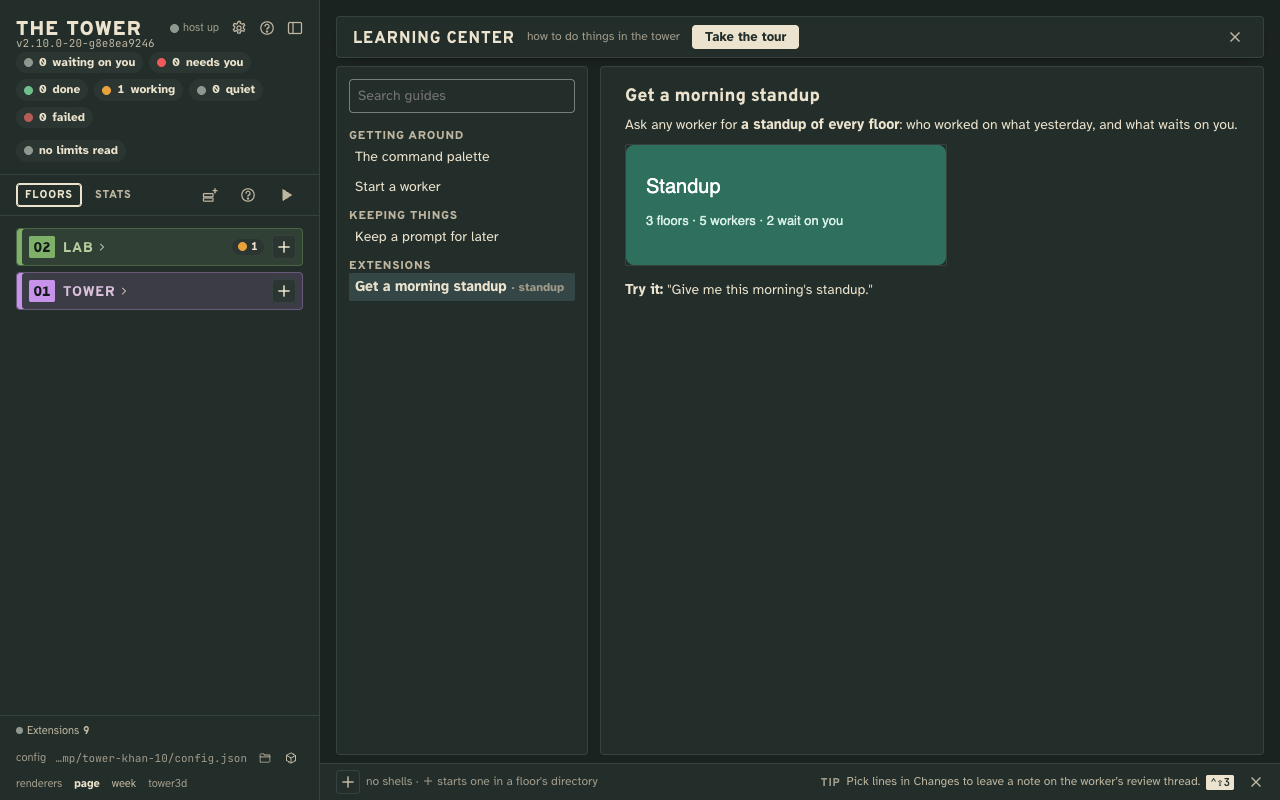 THE TOWER
host up
v2.10.0-20-g8e8ea9246
0 waiting on you
0 needs you
0 done
1 working
0 quiet
0 failed
no limits read
FLOORS
STATS
02 LAB
1
01 TOWER
Extensions 9
config …mp/tower-khan-10/config.json
renderers page week tower3d
LEARNING CENTER
how to do things in the tower
Take the tour
Search guides
GETTING AROUND
The command palette
Start a worker
KEEPING THINGS
Keep a prompt for later
EXTENSIONS
Get a morning standup · standup
Get a morning standup
Ask any worker for a standup of every floor: who worked on what yesterday, and what waits on you.
Standup
3 floors · 5 workers · 2 wait on you
Try it: "Give me this morning's standup."
no shells · + starts one in a floor's directory
TIP Pick lines in Changes to leave a note on the worker's review thread. ⌃⇧3